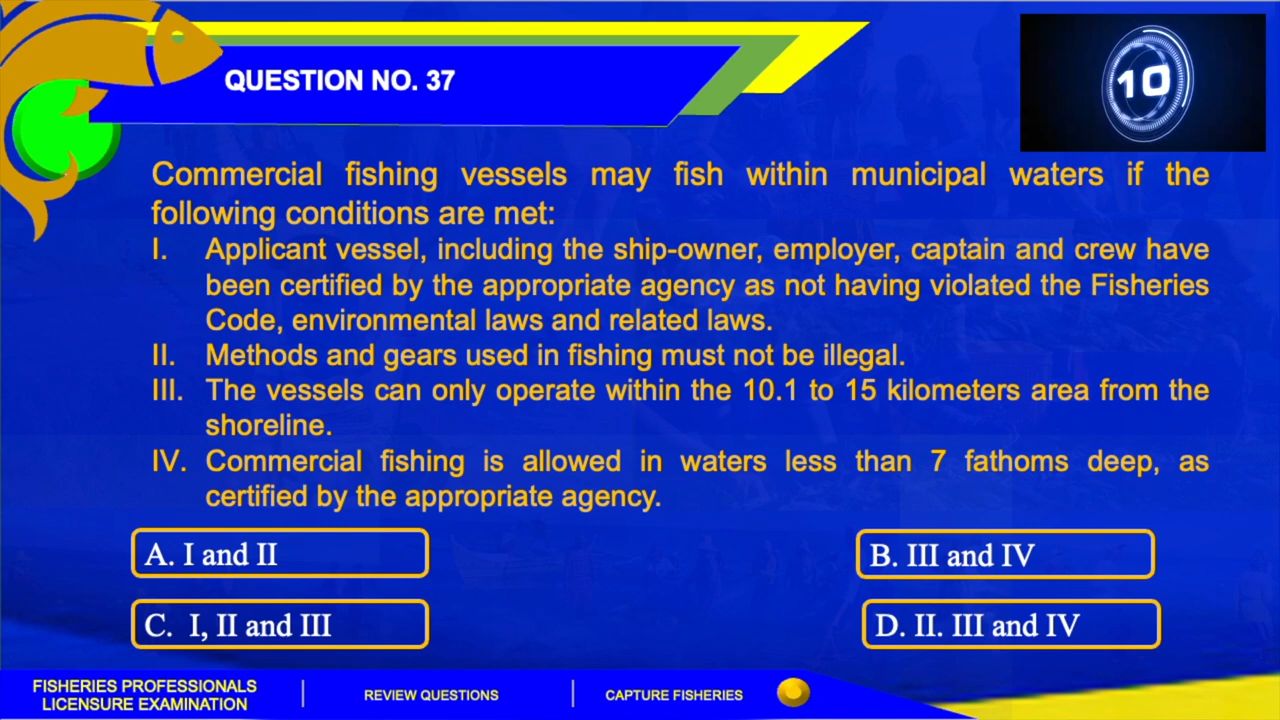 QUESTION NO. 37
10
Commercial fishing vessels may fish within municipal waters if the
following conditions are met:
I. Applicant vessel, including the ship-owner, employer, captain and crew have
been certified by the appropriate agency as not having violated the Fisheries
Code, environmental laws and related laws.
II. Methods and gears used in fishing must not be illegal.
III. The vessels can only operate within the 10.1 to 15 kilometers area from the
shoreline.
IV. Commercial fishing is allowed in waters less than 7 fathoms deep, as
certified by the appropriate agency.
A. I and II
B. III and IV
C. I, II and III
D. II. III and IV
FISHERIES PROFESSIONALS
LICENSURE EXAMINATION
REVIEW QUESTIONS
CAPTURE FISHERIES